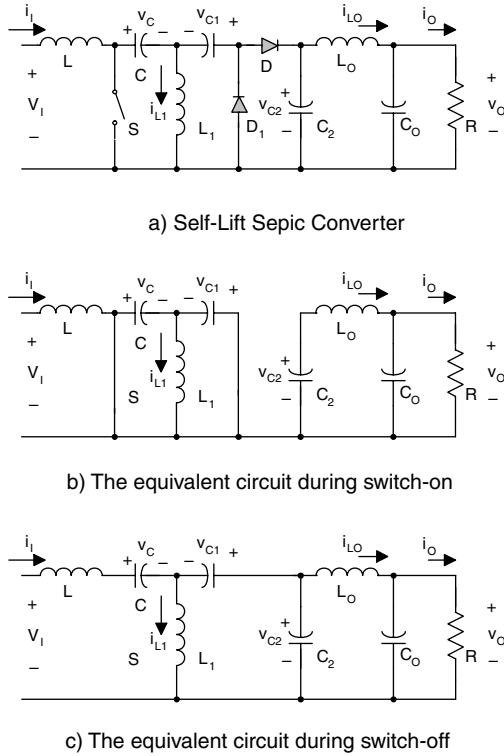 i_I v_C v_C1 i_LO i_O
+ − − +
L C D L_O
+ V_I − S i_L1 L_1 D_1 v_C2 + − C_2 C_O R + v_O −
a) Self-Lift Sepic Converter
i_I v_C v_C1 i_LO i_O
+ − − +
L C L_O
+ V_I − S i_L1 L_1 v_C2 + − C_2 C_O R + v_O −
b) The equivalent circuit during switch-on
i_I v_C v_C1 i_LO i_O
+ − − +
L C L_O
+ V_I − S i_L1 L_1 v_C2 + − C_2 C_O R + v_O −
c) The equivalent circuit during switch-off